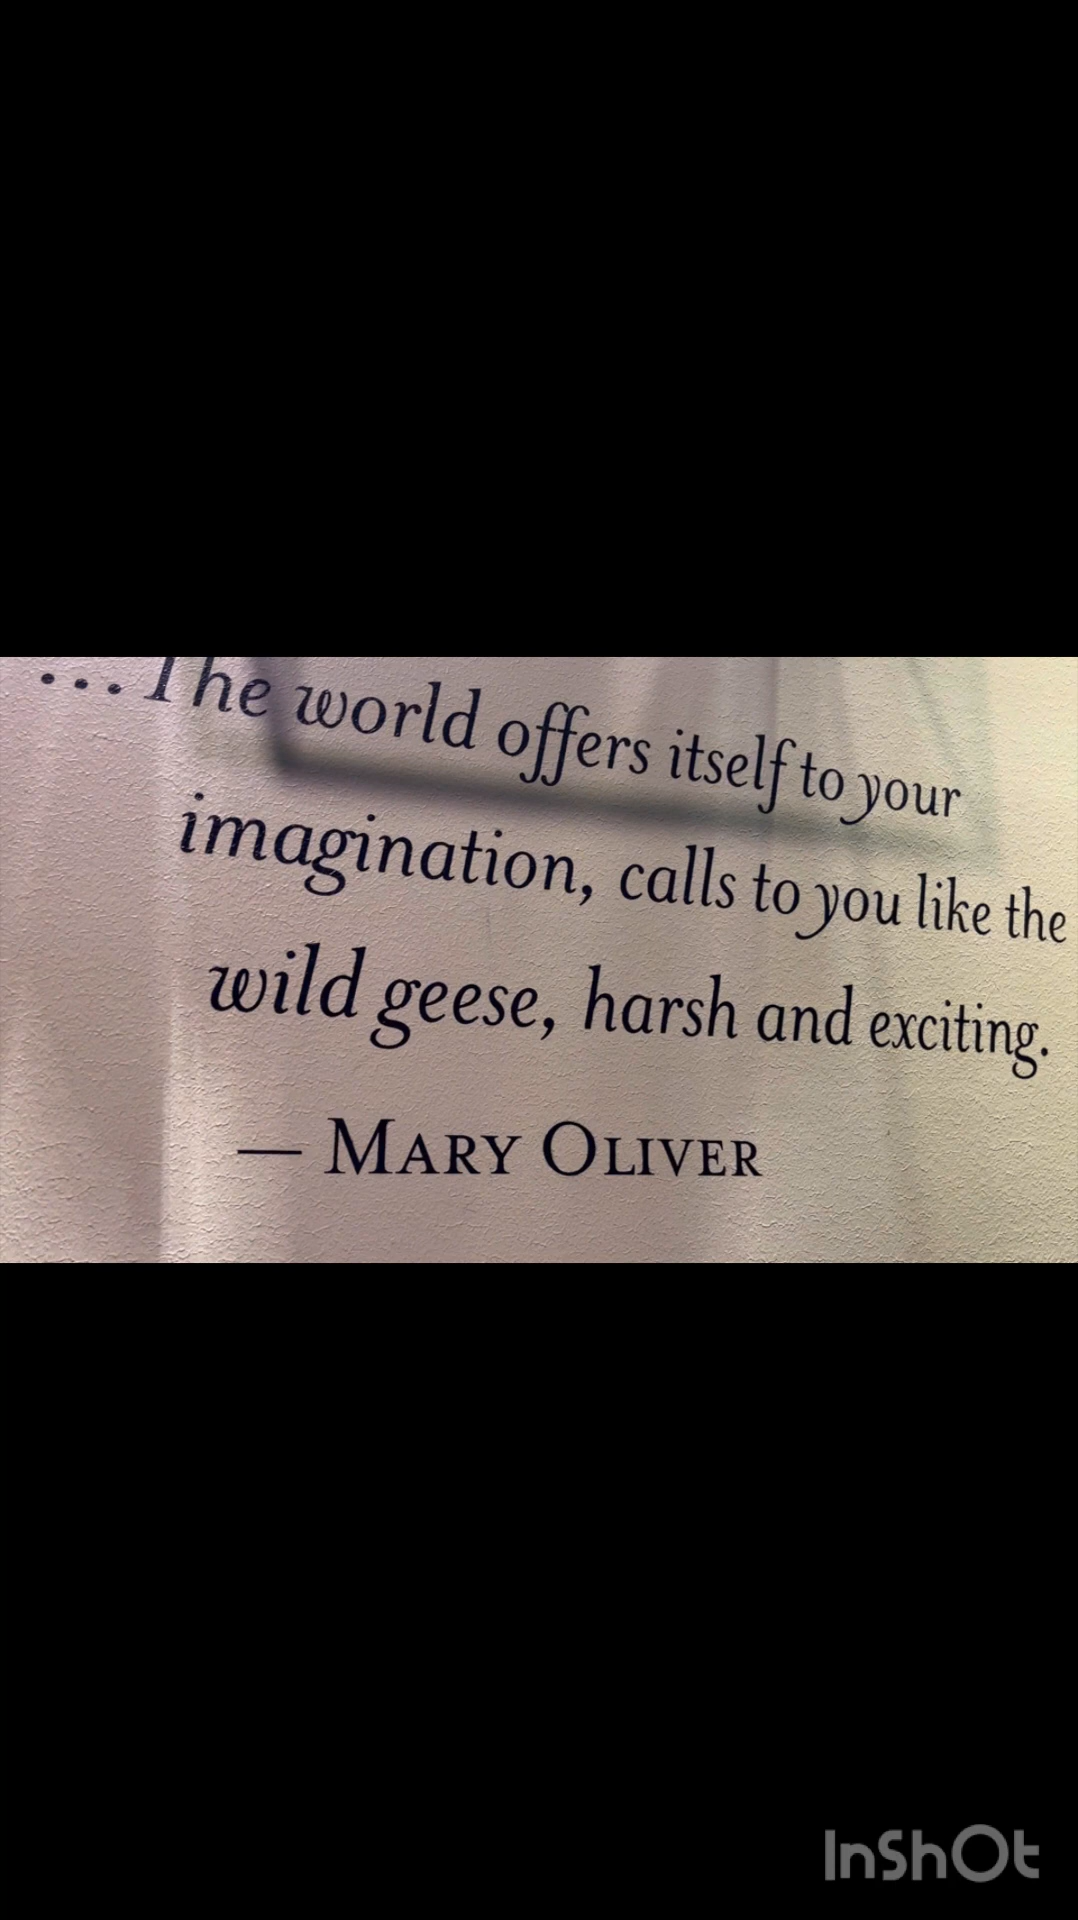 ...The world offers itself to your
imagination, calls to you like the
wild geese, harsh and exciting.
— MARY OLIVER
InShOt